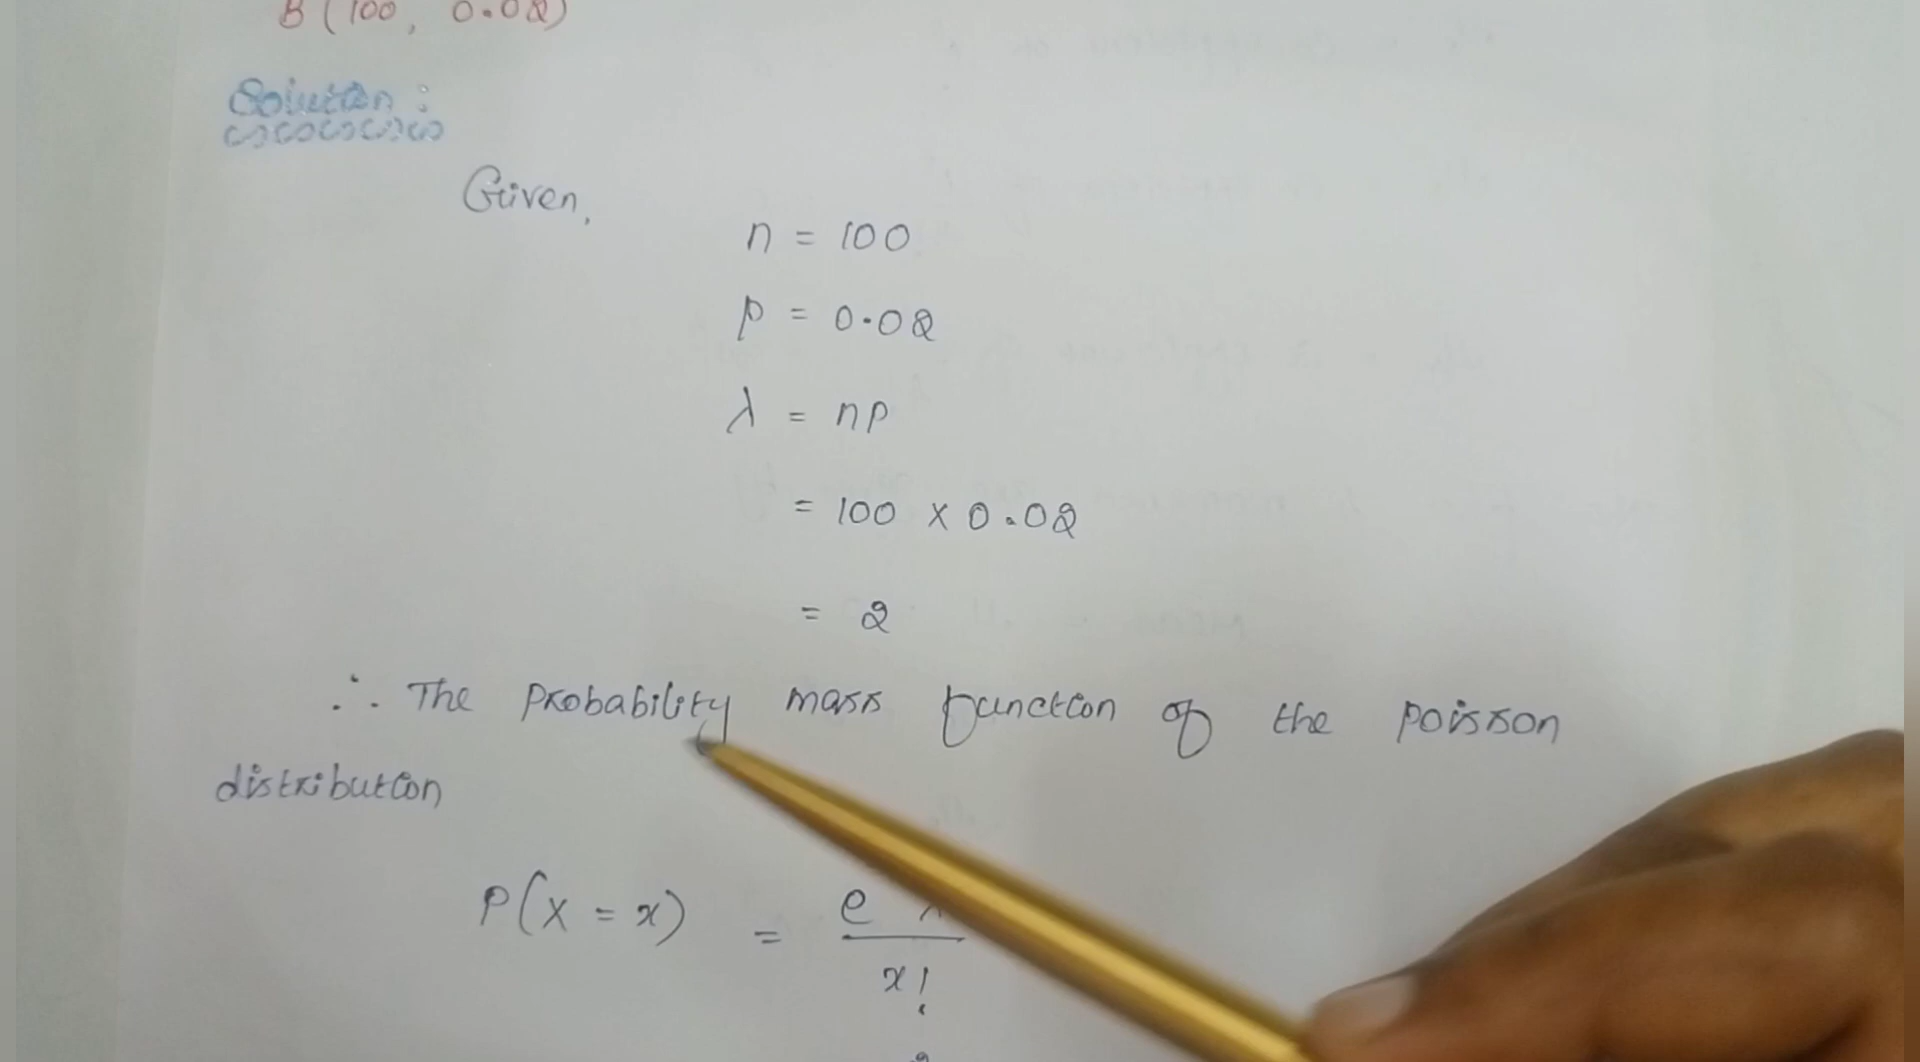 B(100, 0.02)
Solution:
Given,
n = 100
p = 0.02
λ = np
= 100 x 0.02
= 2
∴ The Probability mass function of the poisson
distribution
P(X = x) = e λ / x!